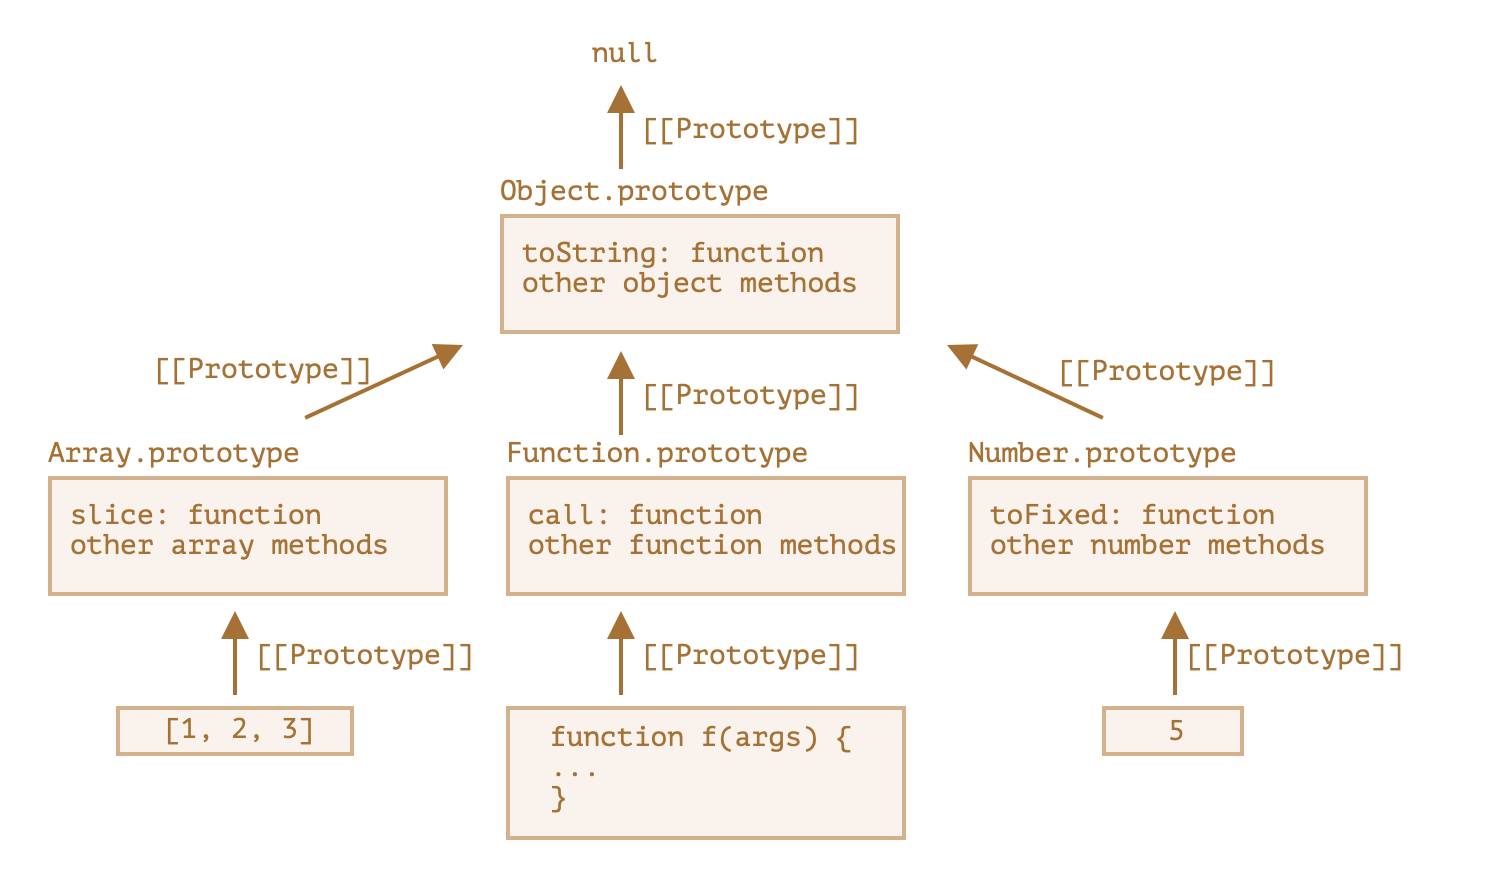 null
[[Prototype]]
Object.prototype
toString: function
other object methods
[[Prototype]]
[[Prototype]]
[[Prototype]]
Array.prototype
slice: function
other array methods
Function.prototype
call: function
other function methods
Number.prototype
toFixed: function
other number methods
[[Prototype]]
[[Prototype]]
[[Prototype]]
[1, 2, 3]
function f(args) {
...
}
5